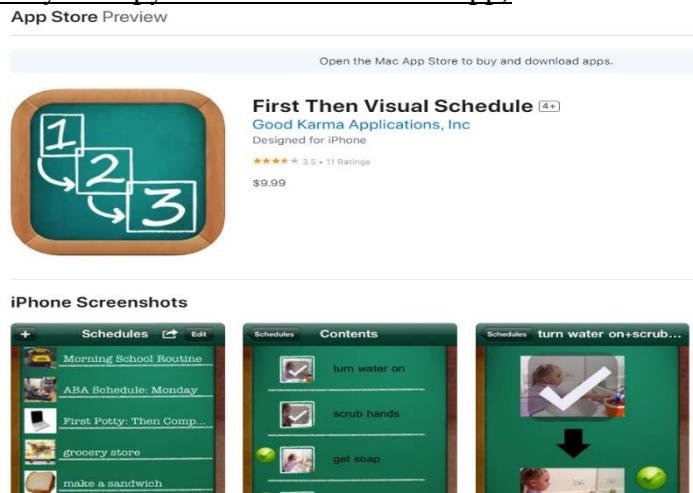 App Store Preview
Open the Mac App Store to buy and download apps.
First Then Visual Schedule 4+
Good Karma Applications, Inc
Designed for iPhone
★★★★★ 3.5 • 11 Ratings
$9.99
1
2
3
iPhone Screenshots
+ Schedules Edit
Morning School Routine
ABA Schedule: Monday
First Potty: Then Comp...
grocery store
make a sandwich
Schedules Contents
turn water on
scrub hands
get soap
Schedules turn water on+scrub...